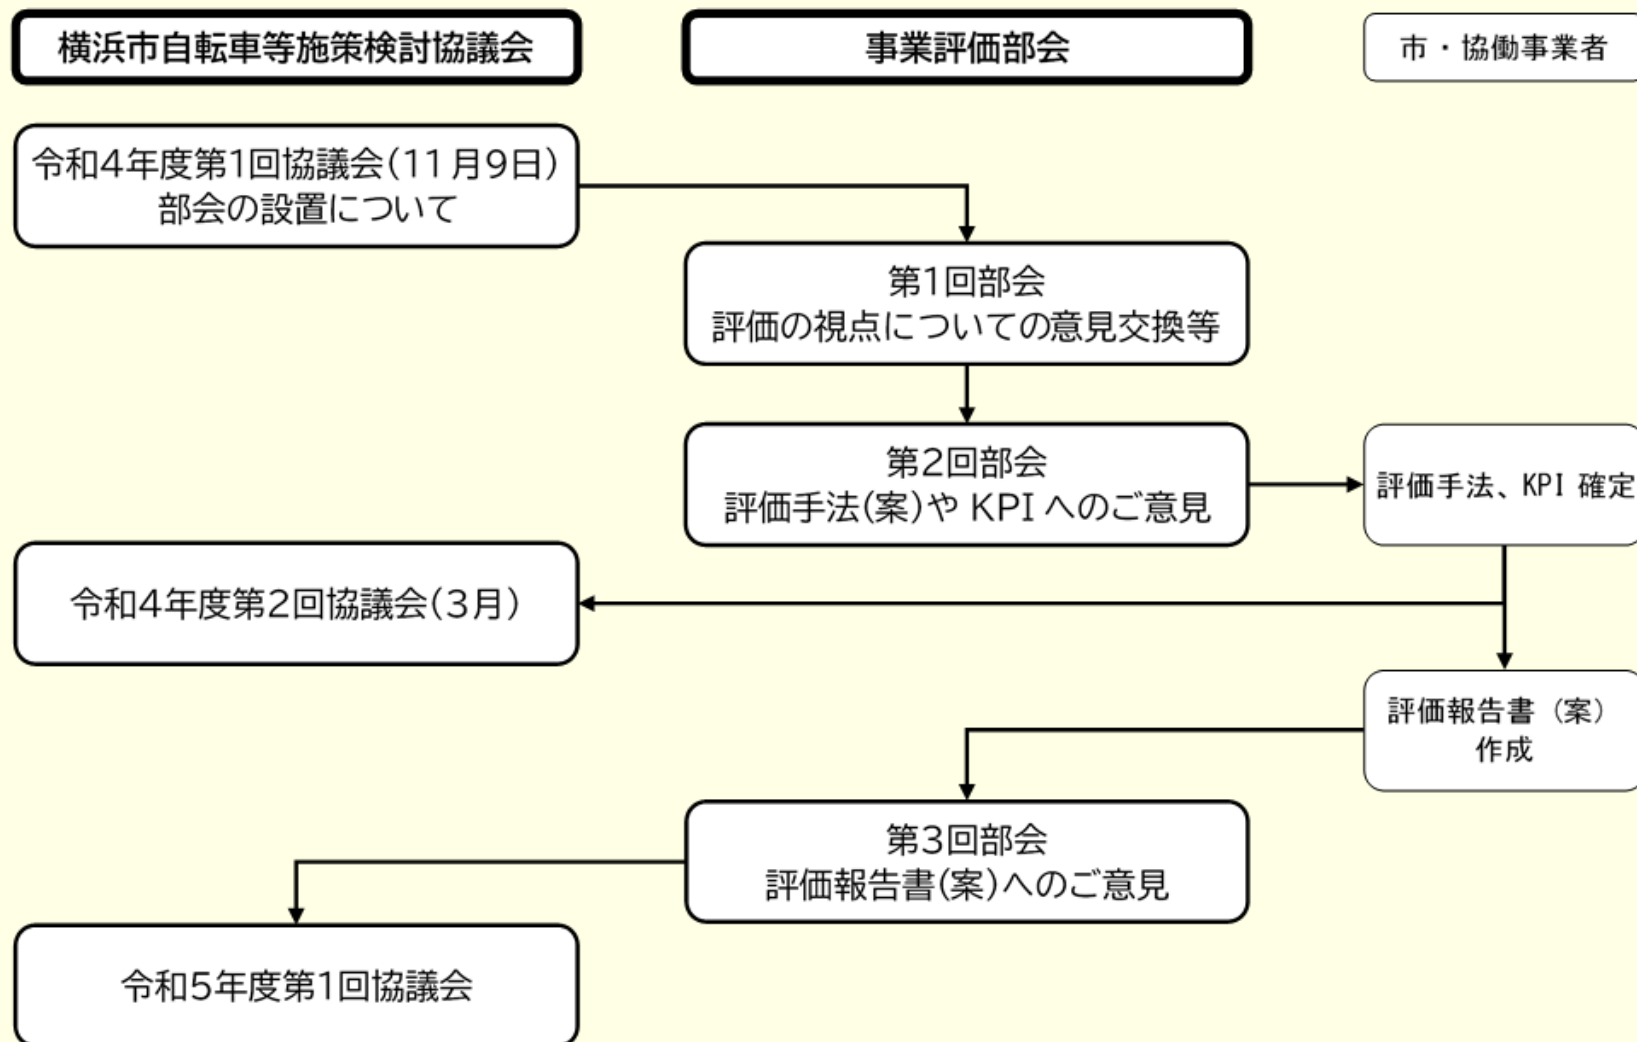 横浜市自転車等施策検討協議会
事業評価部会
市・協働事業者
令和4年度第1回協議会(11月9日)
部会の設置について
第1回部会
評価の視点についての意見交換等
第2回部会
評価手法(案)や KPI へのご意見
評価手法、KPI 確定
令和4年度第2回協議会(3月)
評価報告書（案）
作成
第3回部会
評価報告書(案)へのご意見
令和5年度第1回協議会